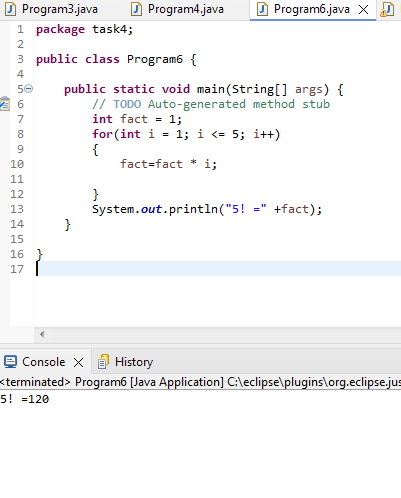 Program3.java Program4.java Program6.java
1 package task4;
2
3 public class Program6 {
4
5 public static void main(String[] args) {
6 // TODO Auto-generated method stub
7 int fact = 1;
8 for(int i = 1; i <= 5; i++)
9 {
10 fact=fact * i;
11
12 }
13 System.out.println("5! =" +fact);
14 }
15
16 }
17
Console History
<terminated> Program6 [Java Application] C:\eclipse\plugins\org.eclipse.jus
5! =120